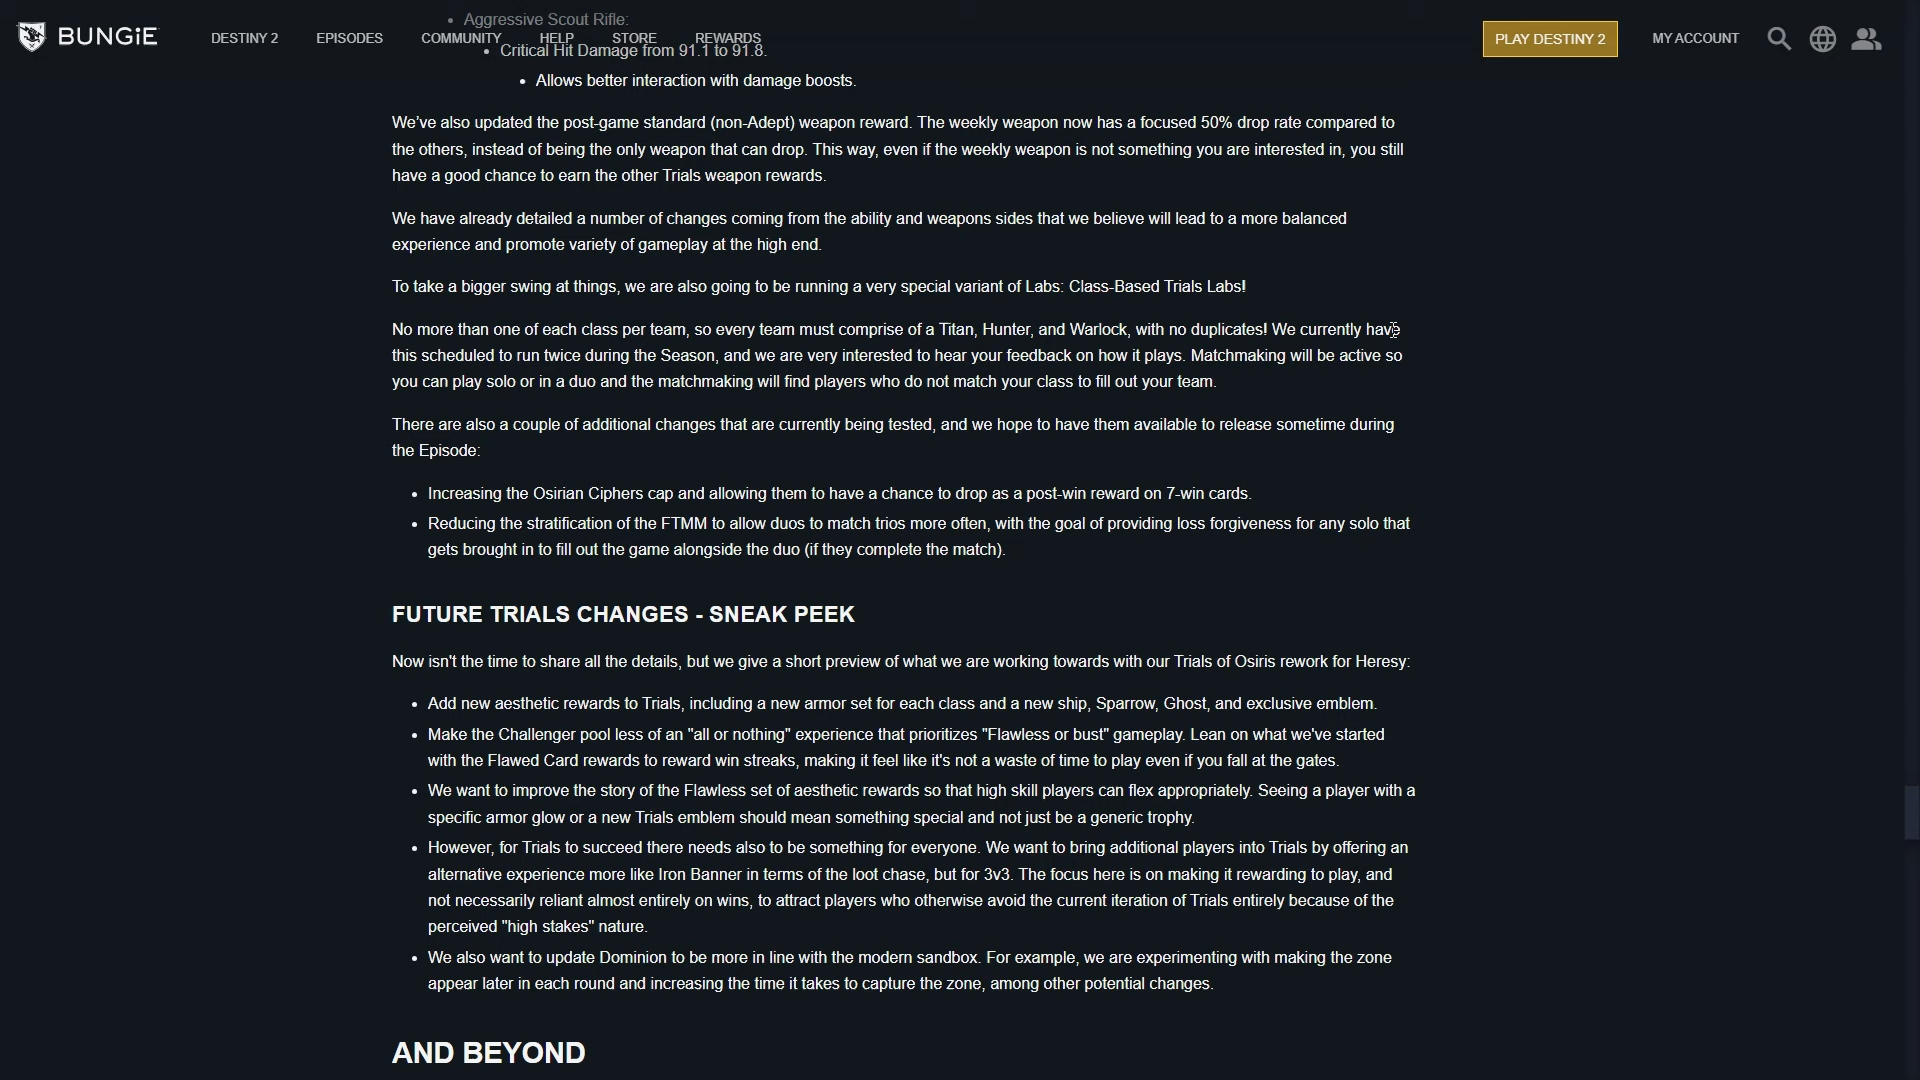 Aggressive Scout Rifle:
BUNGiE
DESTINY 2
EPISODES
COMMUNITY
HELP
STORE
REWARDS
PLAY DESTINY 2
MY ACCOUNT
Critical Hit Damage from 91.1 to 91.8.
Allows better interaction with damage boosts.
We've also updated the post-game standard (non-Adept) weapon reward. The weekly weapon now has a focused 50% drop rate compared to
the others, instead of being the only weapon that can drop. This way, even if the weekly weapon is not something you are interested in, you still
have a good chance to earn the other Trials weapon rewards.
We have already detailed a number of changes coming from the ability and weapons sides that we believe will lead to a more balanced
experience and promote variety of gameplay at the high end.
To take a bigger swing at things, we are also going to be running a very special variant of Labs: Class-Based Trials Labs!
No more than one of each class per team, so every team must comprise of a Titan, Hunter, and Warlock, with no duplicates! We currently have
this scheduled to run twice during the Season, and we are very interested to hear your feedback on how it plays. Matchmaking will be active so
you can play solo or in a duo and the matchmaking will find players who do not match your class to fill out your team.
There are also a couple of additional changes that are currently being tested, and we hope to have them available to release sometime during
the Episode:
Increasing the Osirian Ciphers cap and allowing them to have a chance to drop as a post-win reward on 7-win cards.
Reducing the stratification of the FTMM to allow duos to match trios more often, with the goal of providing loss forgiveness for any solo that
gets brought in to fill out the game alongside the duo (if they complete the match).
FUTURE TRIALS CHANGES - SNEAK PEEK
Now isn't the time to share all the details, but we give a short preview of what we are working towards with our Trials of Osiris rework for Heresy:
Add new aesthetic rewards to Trials, including a new armor set for each class and a new ship, Sparrow, Ghost, and exclusive emblem.
Make the Challenger pool less of an "all or nothing" experience that prioritizes "Flawless or bust" gameplay. Lean on what we've started
with the Flawed Card rewards to reward win streaks, making it feel like it's not a waste of time to play even if you fall at the gates.
We want to improve the story of the Flawless set of aesthetic rewards so that high skill players can flex appropriately. Seeing a player with a
specific armor glow or a new Trials emblem should mean something special and not just be a generic trophy.
However, for Trials to succeed there needs also to be something for everyone. We want to bring additional players into Trials by offering an
alternative experience more like Iron Banner in terms of the loot chase, but for 3v3. The focus here is on making it rewarding to play, and
not necessarily reliant almost entirely on wins, to attract players who otherwise avoid the current iteration of Trials entirely because of the
perceived "high stakes" nature.
We also want to update Dominion to be more in line with the modern sandbox. For example, we are experimenting with making the zone
appear later in each round and increasing the time it takes to capture the zone, among other potential changes.
AND BEYOND